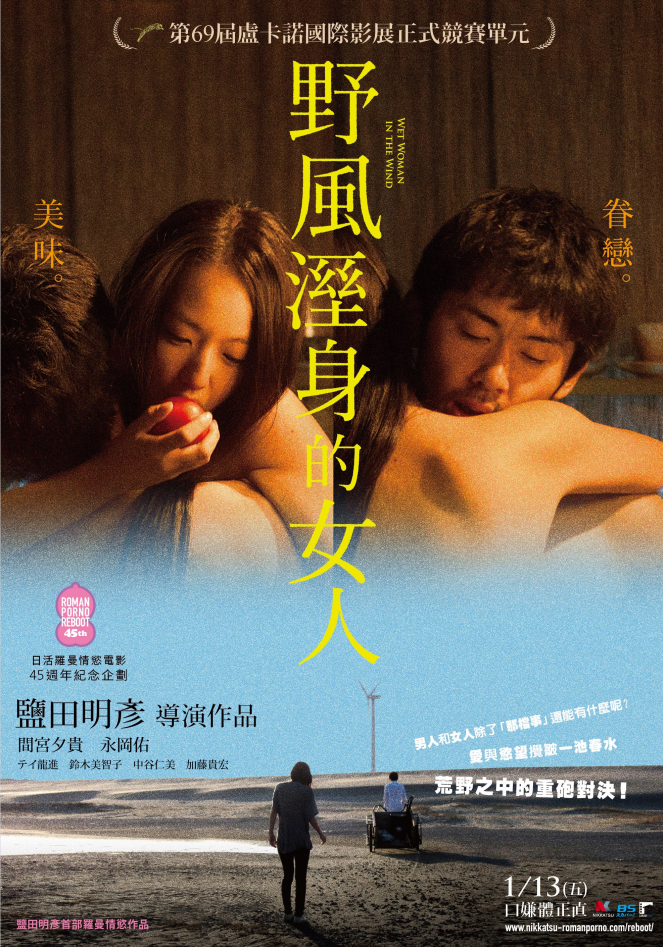 第69屆盧卡諾國際影展正式競賽單元
野風溼身的女人
WET WOMAN
IN THE WIND
美味。
眷戀。
ROMAN
PORNO
REBOOT
45th
日活羅曼情慾電影
45週年紀念企劃
鹽田明彥 導演作品
間宮夕貴 永岡佑
テイ龍進 鈴木美智子 中谷仁美 加藤貴宏
男人和女人除了「那檔事」還能有什麼呢?
愛與慾望攪皺一池春水
荒野之中的重砲對決!
鹽田明彥首部羅曼情慾作品
1/13(五)
口嫌體正直
NIKKATSU
BS
www.nikkatsu-romanporno.com/reboot/